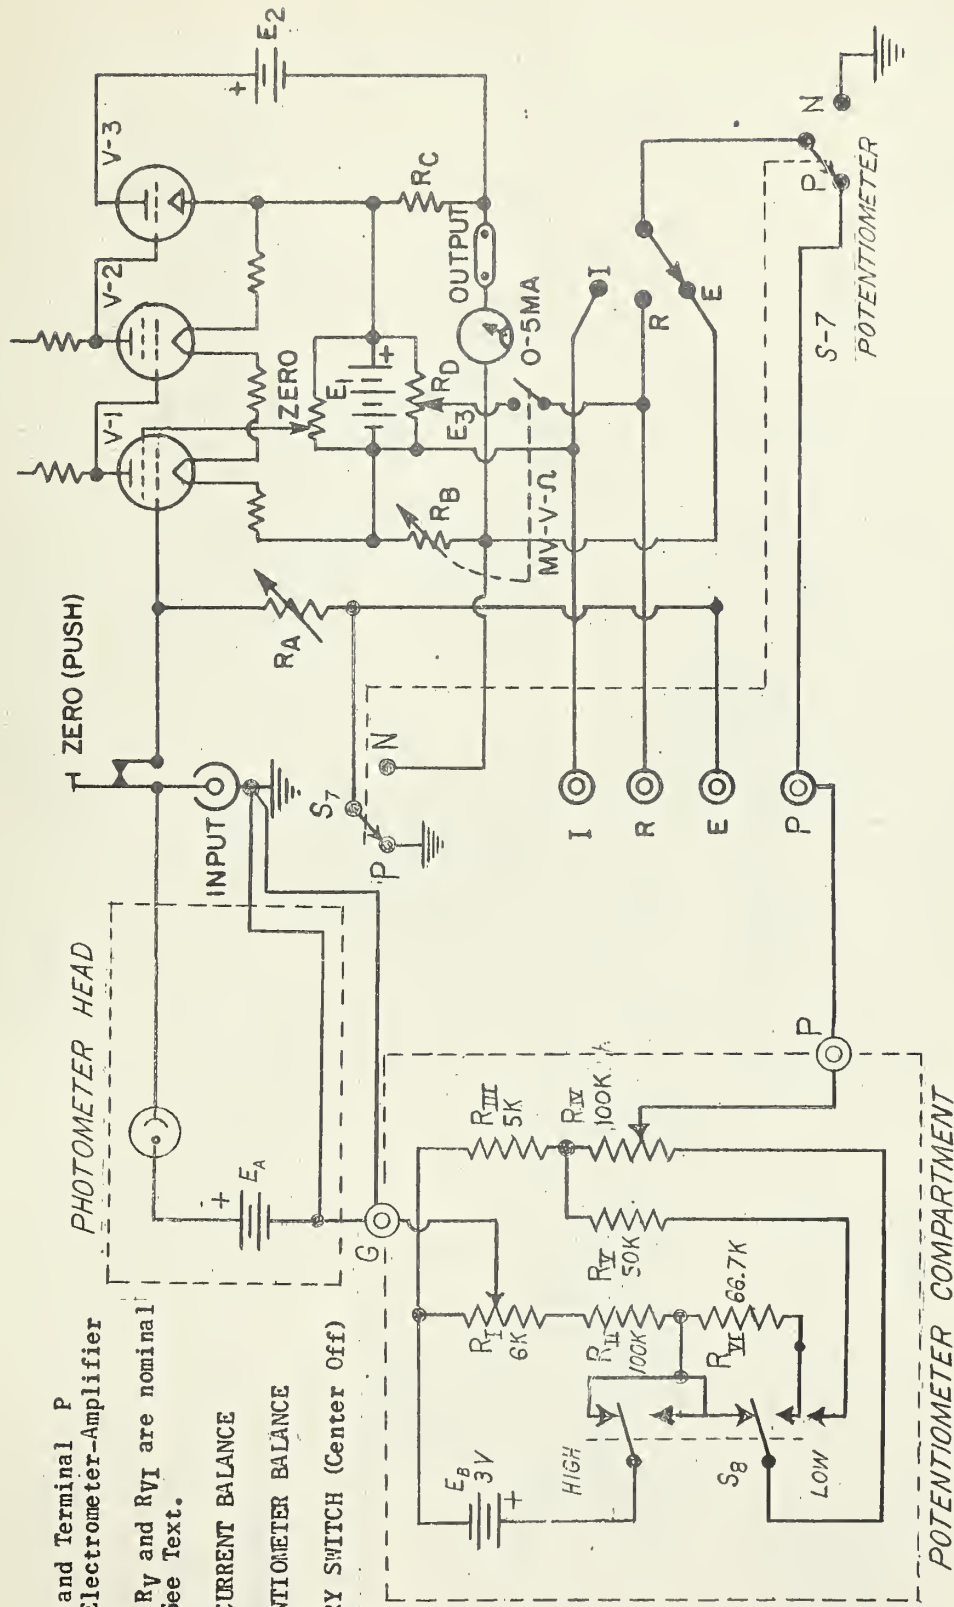 ZERO (PUSH)
V-1
V-2
V-3
+
E2
ZERO
E1
+
RC
OUTPUT
RD
E3
0-5MA
RB
MV-V-Ω
RA
I
R
E
P
N
S-7
POTENTIOMETER
PHOTOMETER HEAD
INPUT
S7
N
P
+
EA
G
I
R
E
P
P
RIII
5K
RIV
100K
RV
50K
RI
6K
RII
100K
RVI
66.7K
EB
3V
+
HIGH
S8
LOW
POTENTIOMETER COMPARTMENT
and Terminal P
Electrometer-Amplifier
RV and RVI are nominal
See Text.
CURRENT BALANCE
NTIOMETER BALANCE
RY SWITCH (Center Off)